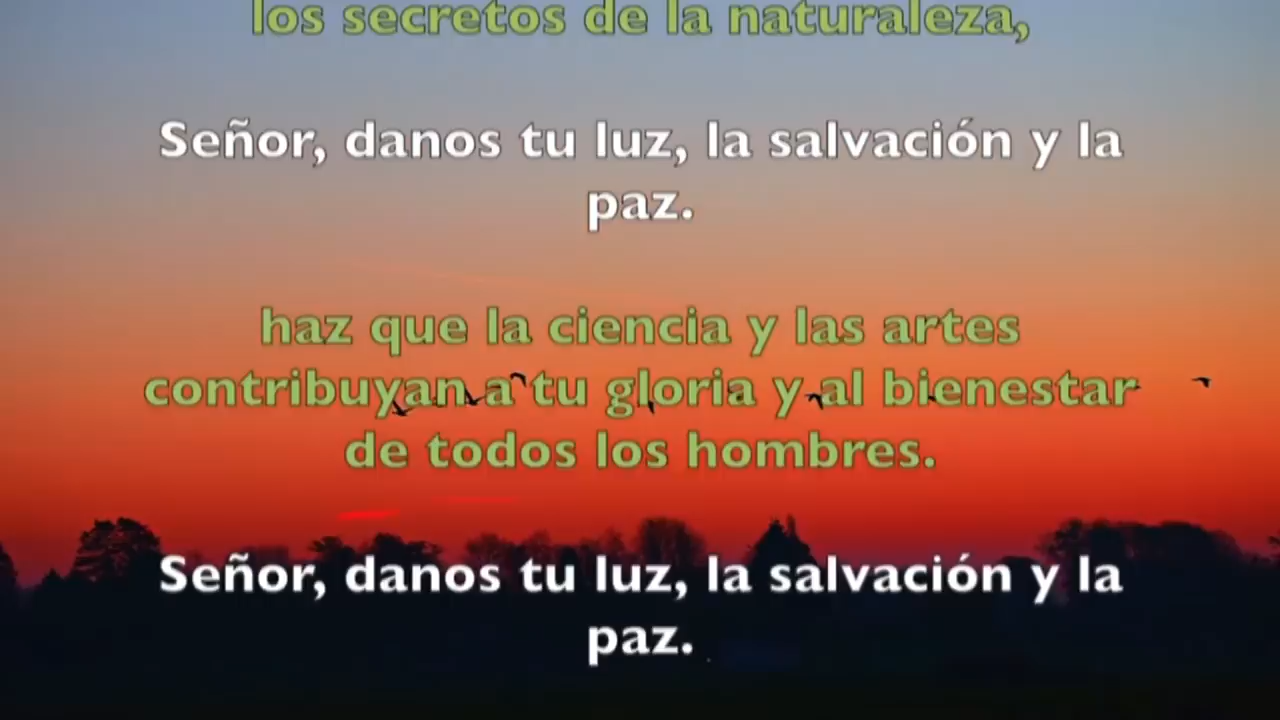 los secretos de la naturaleza,
Señor, danos tu luz, la salvación y la
paz.
haz que la ciencia y las artes
contribuyan a tu gloria y al bienestar
de todos los hombres.
Señor, danos tu luz, la salvación y la
paz.